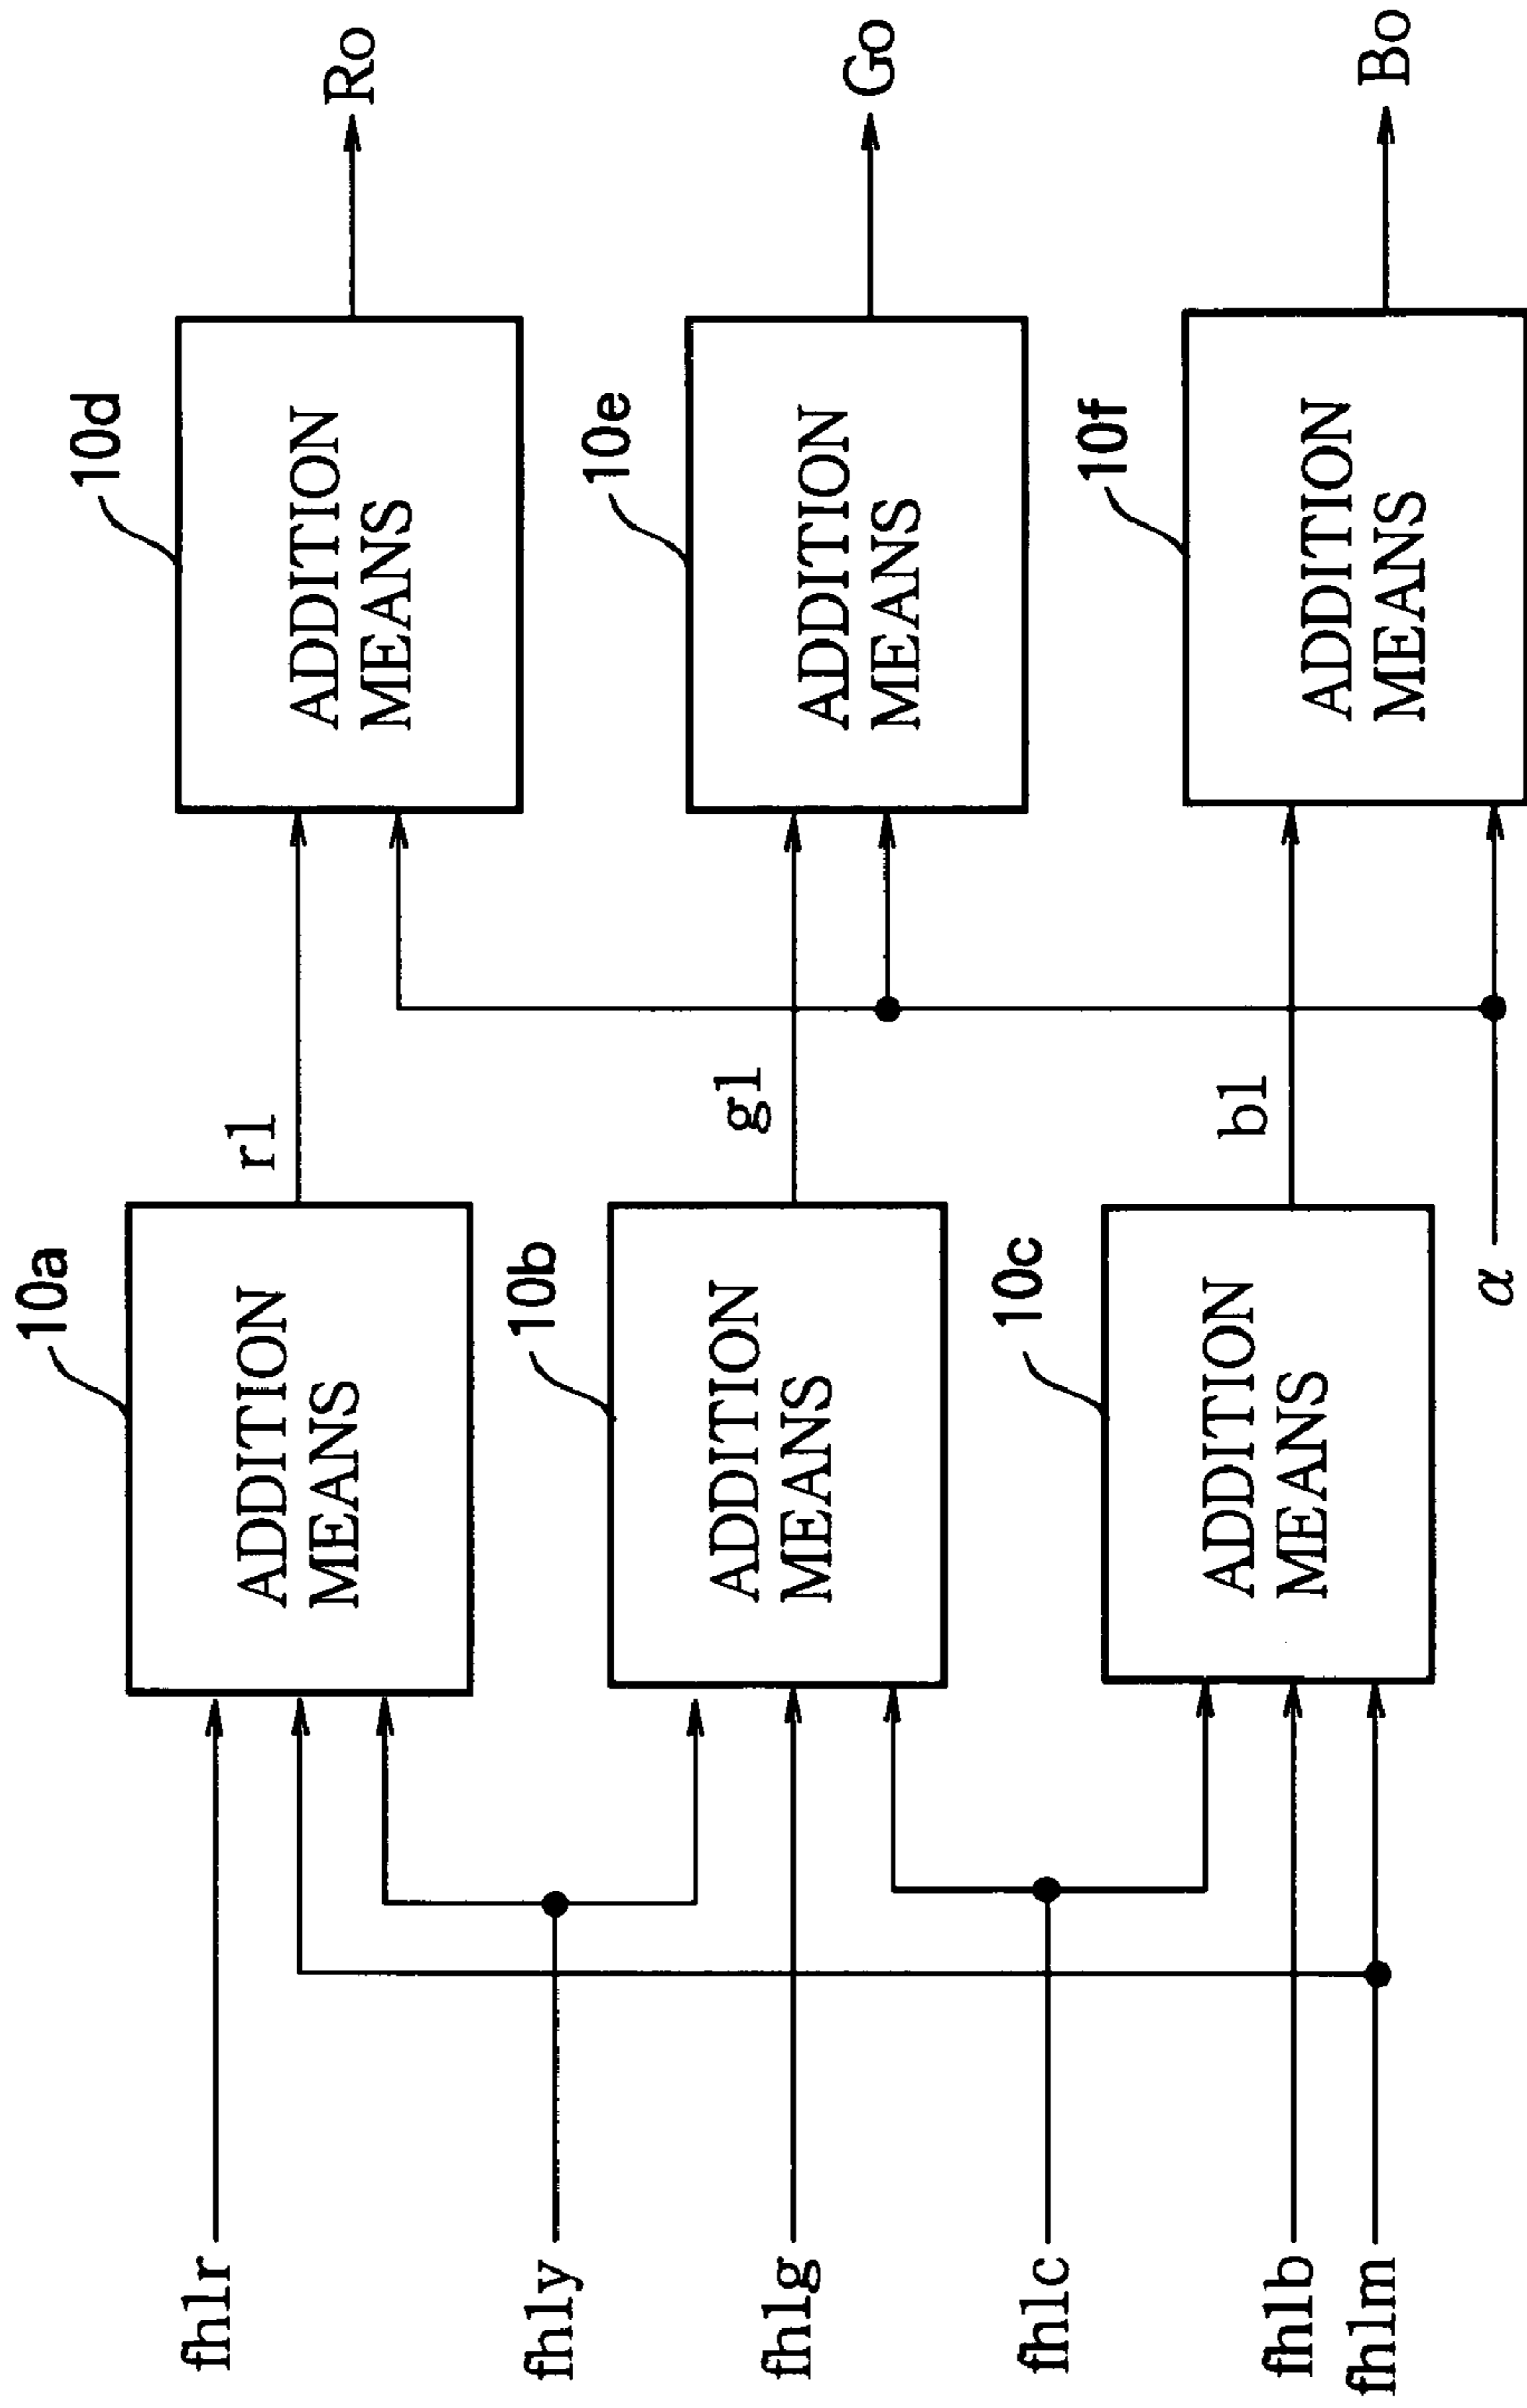 10a
10d
fh1r
ADDITION
MEANS
r1
ADDITION
MEANS
Ro
10b
10e
fh1y
fh1g
ADDITION
MEANS
g1
ADDITION
MEANS
Go
10c
10f
fh1c
fh1b
fh1m
ADDITION
MEANS
b1
ADDITION
MEANS
Bo
α